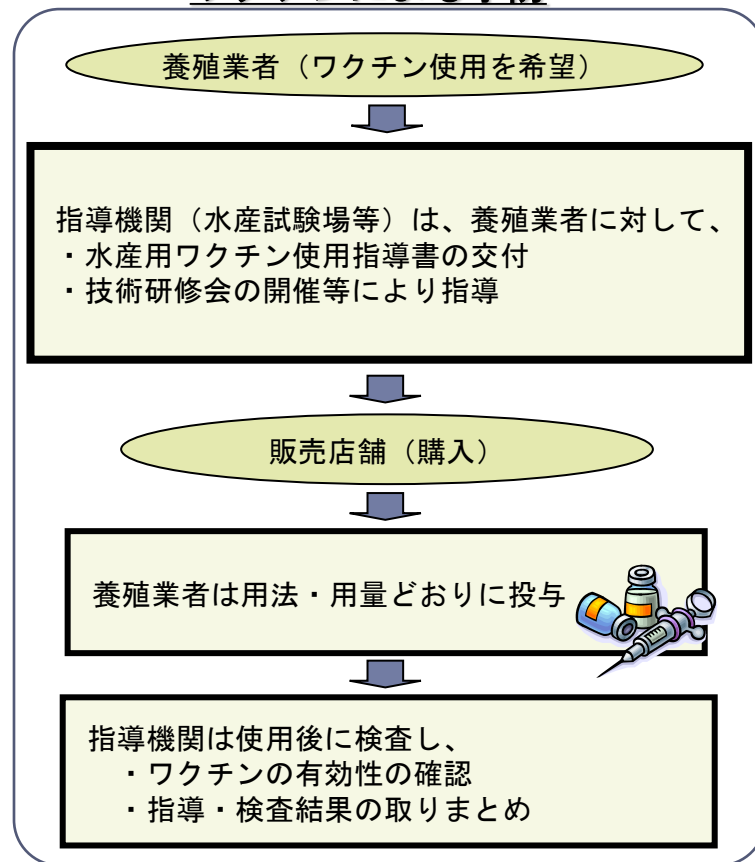 養殖業者（ワクチン使用を希望）
指導機関（水産試験場等）は、養殖業者に対して、
・水産用ワクチン使用指導書の交付
・技術研修会の開催等により指導
販売店舗（購入）
養殖業者は用法・用量どおりに投与
指導機関は使用後に検査し、
・ワクチンの有効性の確認
・指導・検査結果の取りまとめ